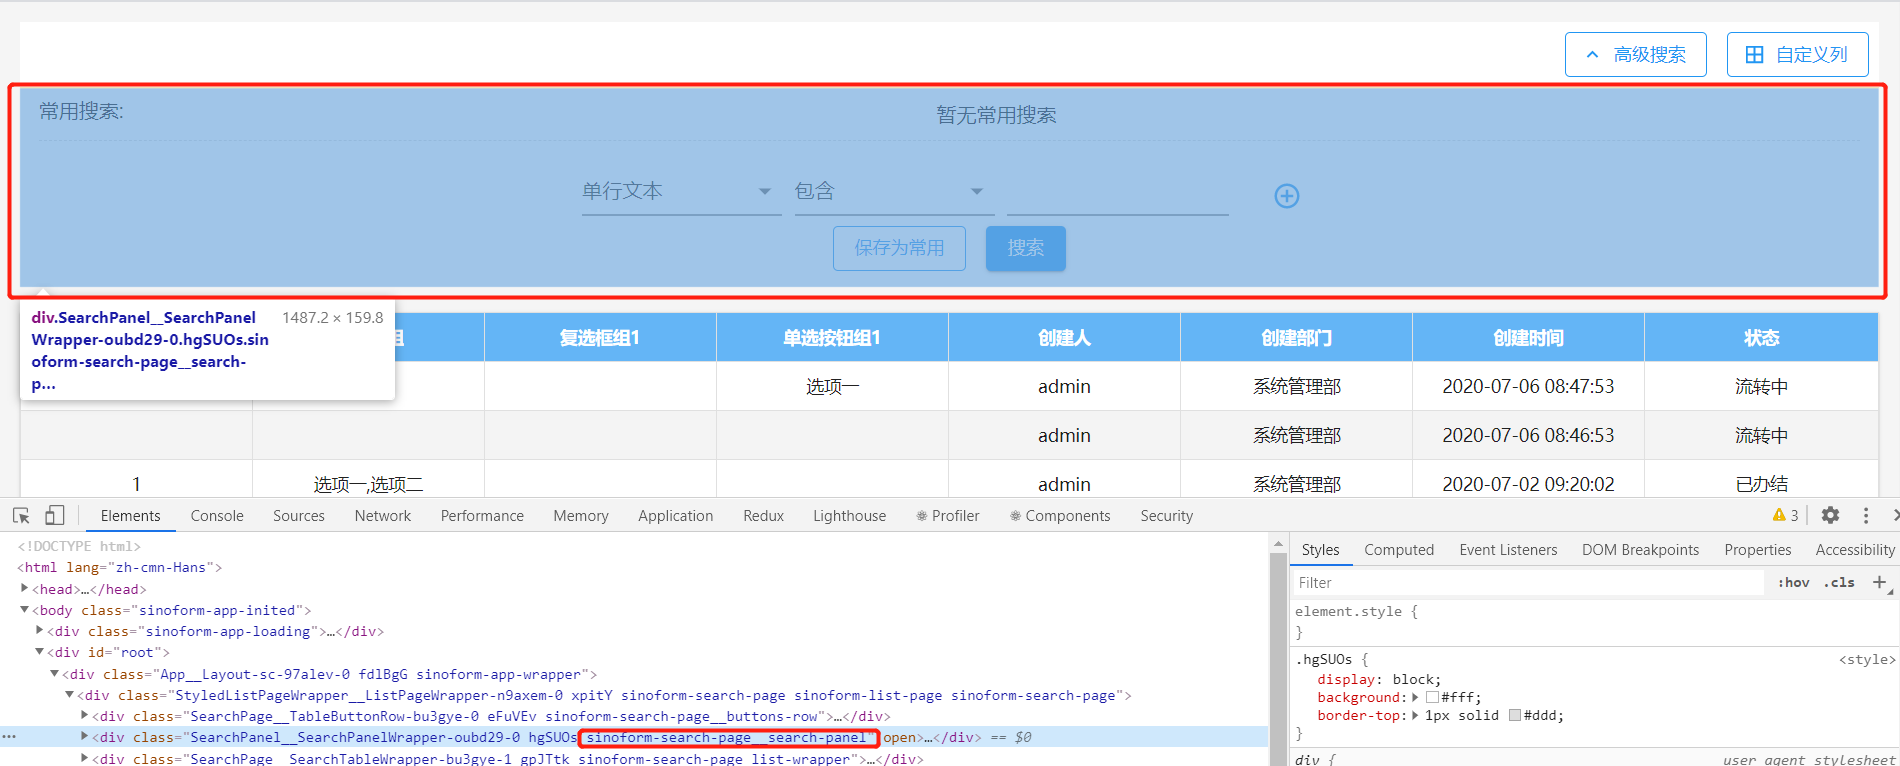 高级搜索 自定义列
常用搜索: 暂无常用搜索
单行文本 包含
保存为常用 搜索
div.SearchPanel__SearchPanel 1487.2 × 159.8
Wrapper-oubd29-0.hgSUOs.sin
oform-search-page__search-
p...
组 复选框组1 单选按钮组1 创建人 创建部门 创建时间 状态
选项一 admin 系统管理部 2020-07-06 08:47:53 流转中
admin 系统管理部 2020-07-06 08:46:53 流转中
1 选项一,选项二 admin 系统管理部 2020-07-02 09:20:02 已办结
Elements Console Sources Network Performance Memory Application Redux Lighthouse Profiler Components Security 3
<!DOCTYPE html>
<html lang="zh-cmn-Hans">
<head>…</head>
<body class="sinoform-app-inited">
<div class="sinoform-app-loading">…</div>
<div id="root">
<div class="App__Layout-sc-97alev-0 fdlBgG sinoform-app-wrapper">
<div class="StyledListPageWrapper__ListPageWrapper-n9axem-0 xpitY sinoform-search-page sinoform-list-page sinoform-search-page">
<div class="SearchPage__TableButtonRow-bu3gye-0 eFuVEv sinoform-search-page__buttons-row">…</div>
<div class="SearchPanel__SearchPanelWrapper-oubd29-0 hgSUOs sinoform-search-page__search-panel" open>…</div> == $0
<div class="SearchPage__SearchTableWrapper-bu3gye-1 gpJTtk sinoform-search-page__list-wrapper">…</div>
Styles Computed Event Listeners DOM Breakpoints Properties Accessibility
Filter :hov .cls +
element.style {
}
.hgSUOs { <style>
display: block;
background: #fff;
border-top: 1px solid #ddd;
}
div { user agent stylesheet